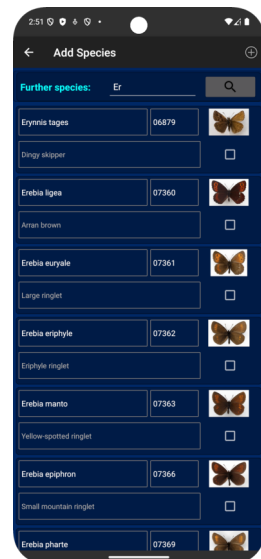 2:51
Add Species
Further species: Er
Erynnis tages 06879
Dingy skipper
Erebia ligea 07360
Arran brown
Erebia euryale 07361
Large ringlet
Erebia eriphyle 07362
Eriphyle ringlet
Erebia manto 07363
Yellow-spotted ringlet
Erebia epiphron 07366
Small mountain ringlet
Erebia pharte 07369